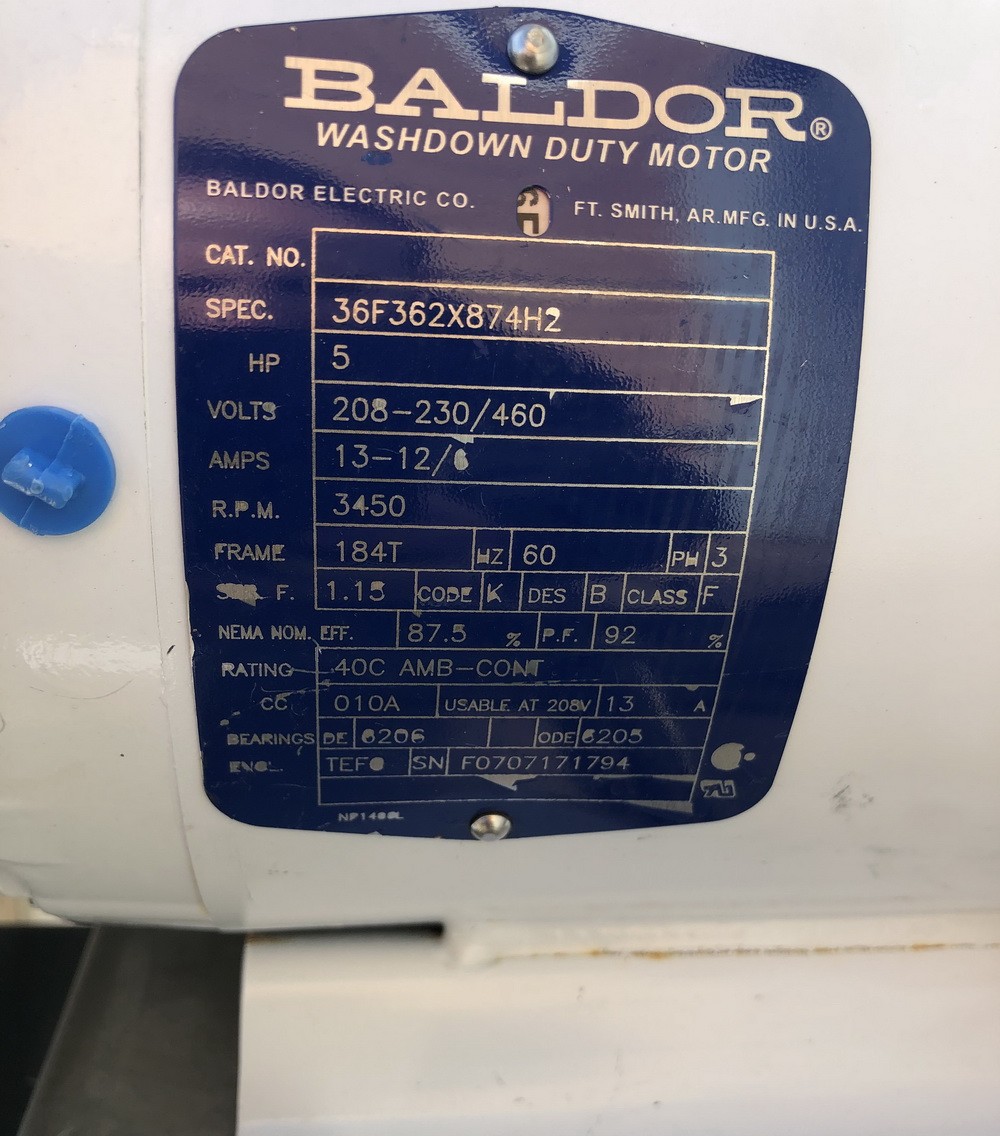 BALDOR®
WASHDOWN DUTY MOTOR
BALDOR ELECTRIC CO. FT. SMITH, AR. MFG. IN U.S.A.
CAT. NO.
SPEC. 36F362X874H2
HP 5
VOLTS 208-230/460
AMPS 13-12/6
R.P.M. 3450
FRAME 184T HZ 60 PH 3
F. 1.15 CODE K DES B CLASS F
NEMA NOM. EFF. 87.5 % P.F. 92 %
RATING 40C AMB-CONT
CC 010A USABLE AT 208V 13 A
BEARINGS DE 6206 ODE 6205
ENCL. TEFC SN F0707171794